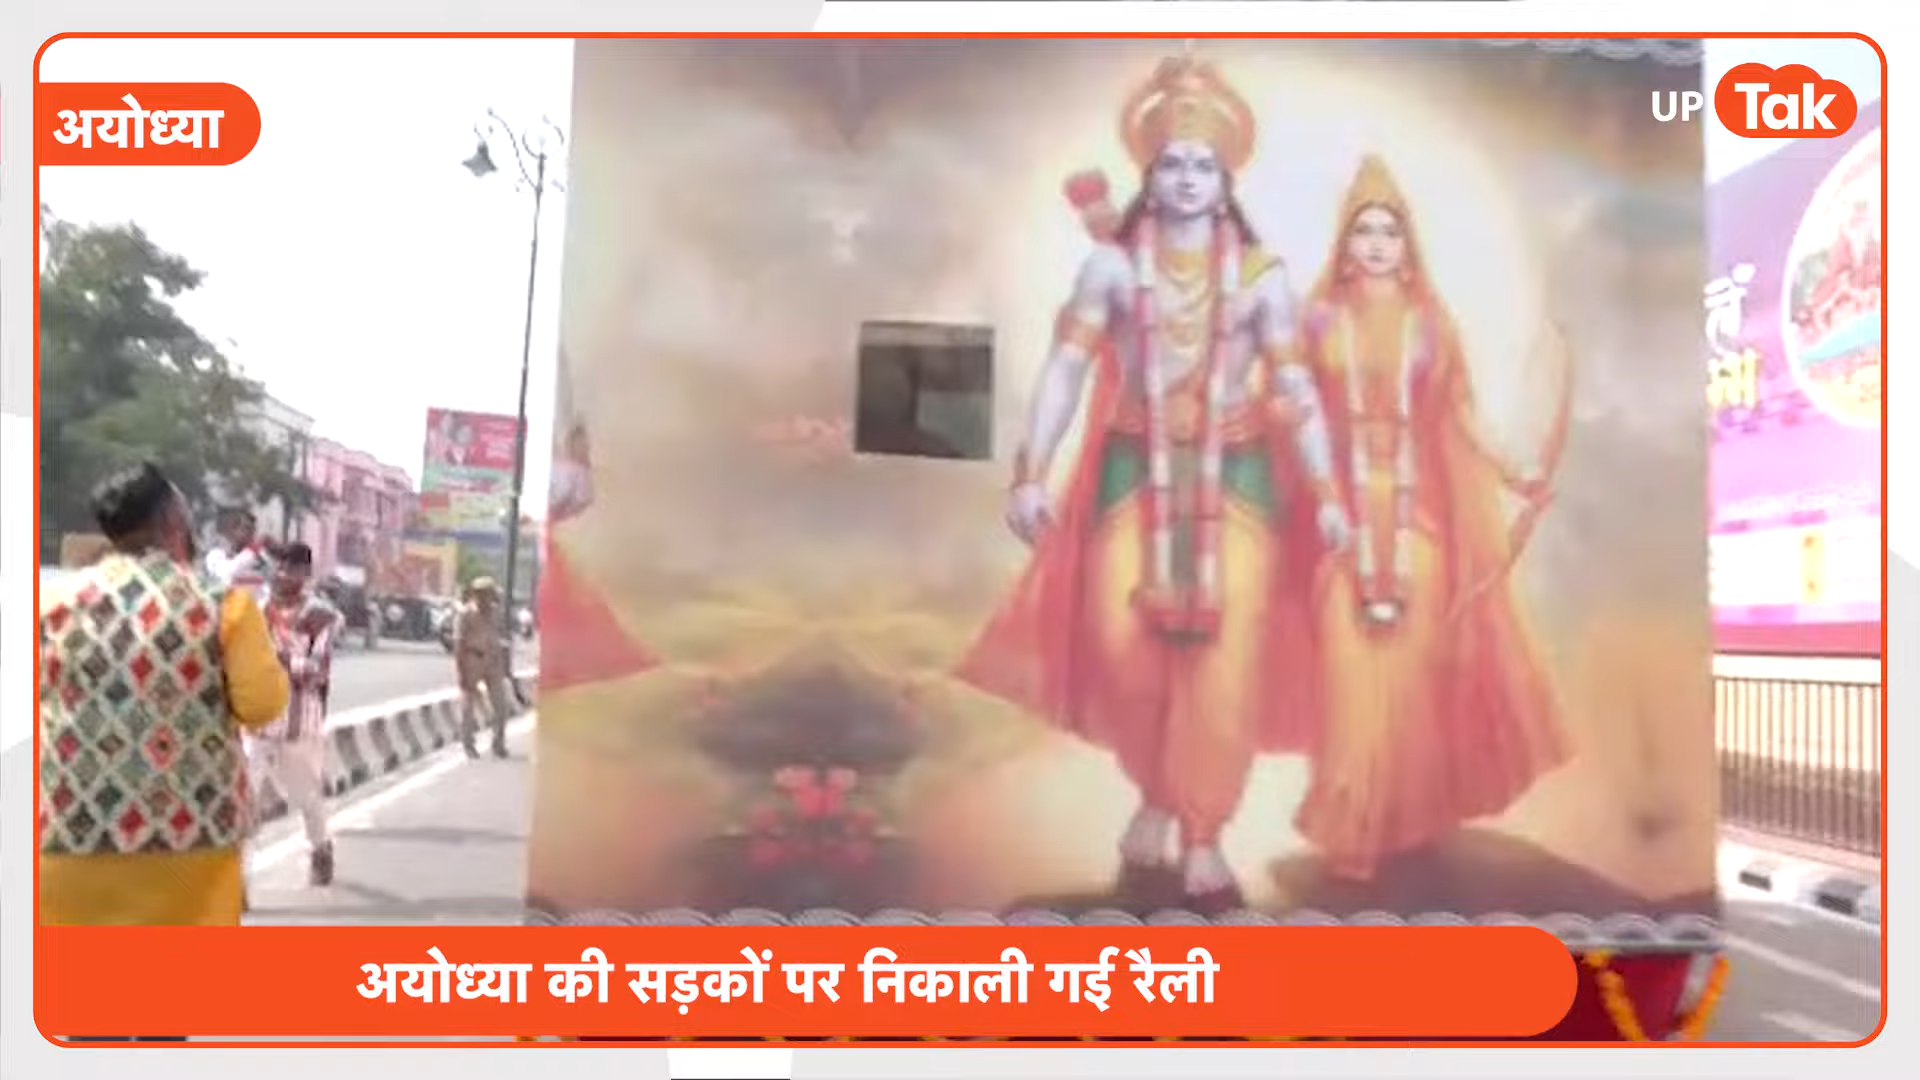 अयोध्या
UP Tak
अयोध्या की सड़कों पर निकाली गई रैली